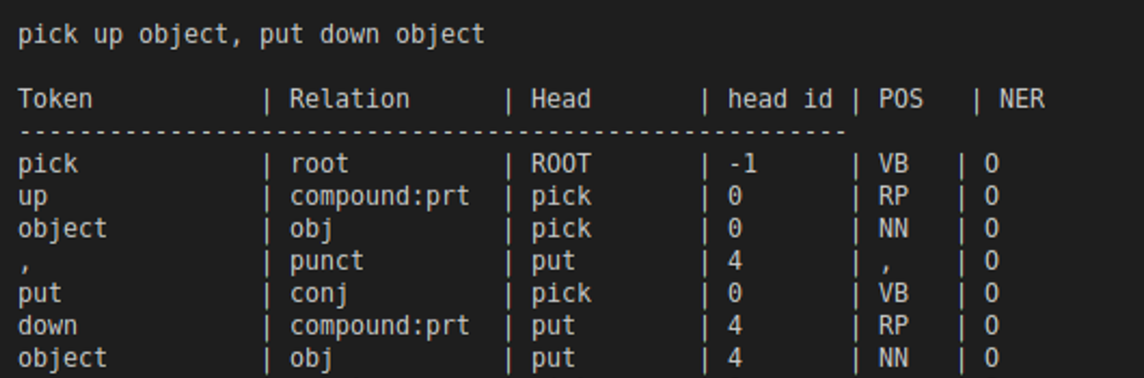 pick up object, put down object
Token | Relation | Head | head id | POS | NER
-------------------------------------------------------
pick | root | ROOT | -1 | VB | O
up | compound:prt | pick | 0 | RP | O
object | obj | pick | 0 | NN | O
, | punct | put | 4 | , | O
put | conj | pick | 0 | VB | O
down | compound:prt | put | 4 | RP | O
object | obj | put | 4 | NN | O